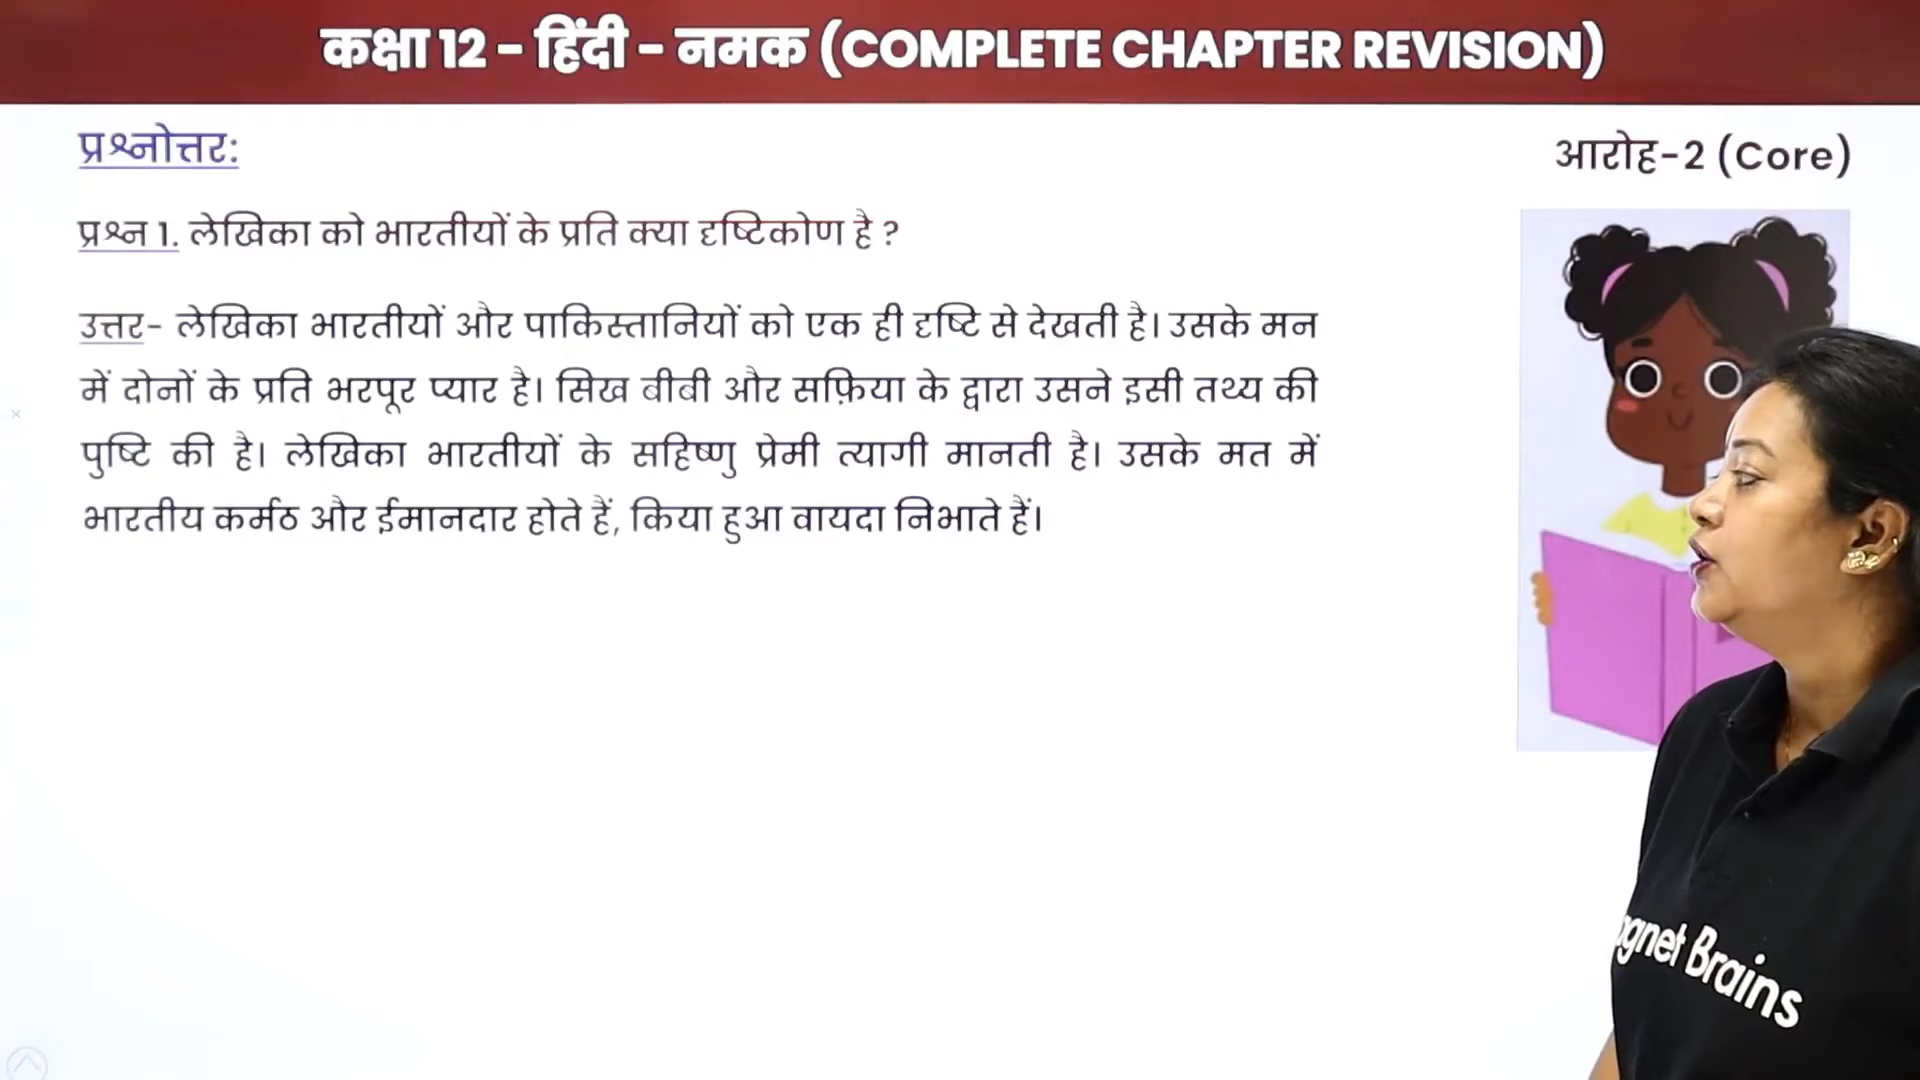 कक्षा 12 - हिंदी - नमक (COMPLETE CHAPTER REVISION)
प्रश्नोत्तर:
आरोह-2 (Core)
प्रश्न 1. लेखिका को भारतीयों के प्रति क्या दृष्टिकोण है ?
उत्तर- लेखिका भारतीयों और पाकिस्तानियों को एक ही दृष्टि से देखती है। उसके मन
में दोनों के प्रति भरपूर प्यार है। सिख बीबी और सफ़िया के द्वारा उसने इसी तथ्य की
पुष्टि की है। लेखिका भारतीयों के सहिष्णु प्रेमी त्यागी मानती है। उसके मत में
भारतीय कर्मठ और ईमानदार होते हैं, किया हुआ वायदा निभाते हैं।
agnet Brains